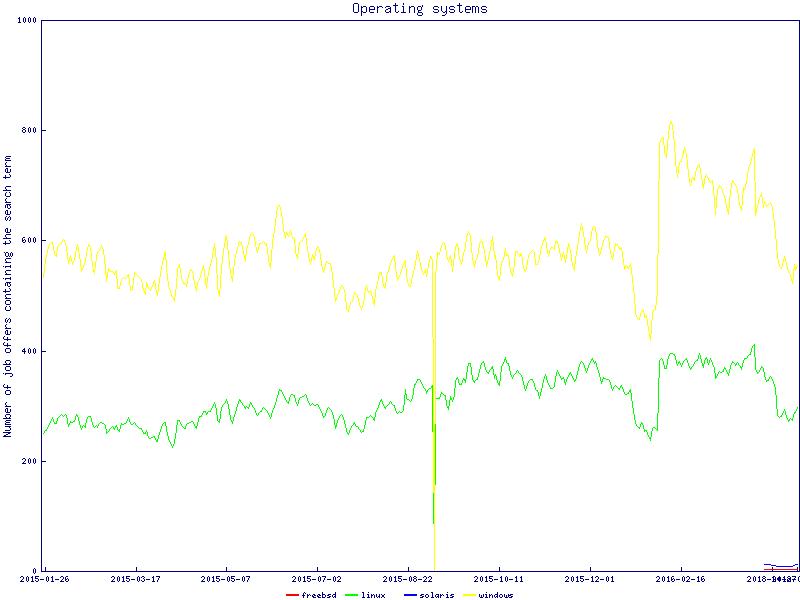 Operating systems
Number of job offers containing the search term
1000
800
600
400
200
0
2015-01-26 2015-03-17 2015-05-07 2015-07-02 2015-08-22 2015-10-11 2015-12-01 2016-02-16
freebsd linux solaris windows